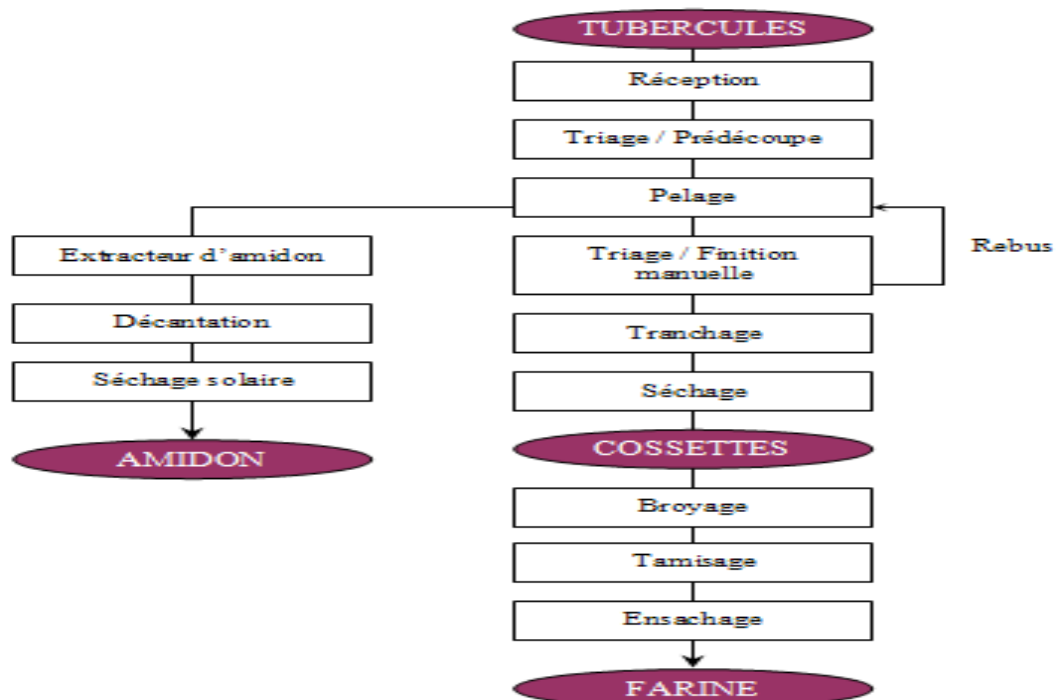 TUBERCULES
Réception
Triage / Prédécoupe
Pelage
Triage / Finition
manuelle
Rebus
Tranchage
Séchage
COSSETTES
Broyage
Tamisage
Ensachage
FARINE
Extracteur d'amidon
Décantation
Séchage solaire
AMIDON